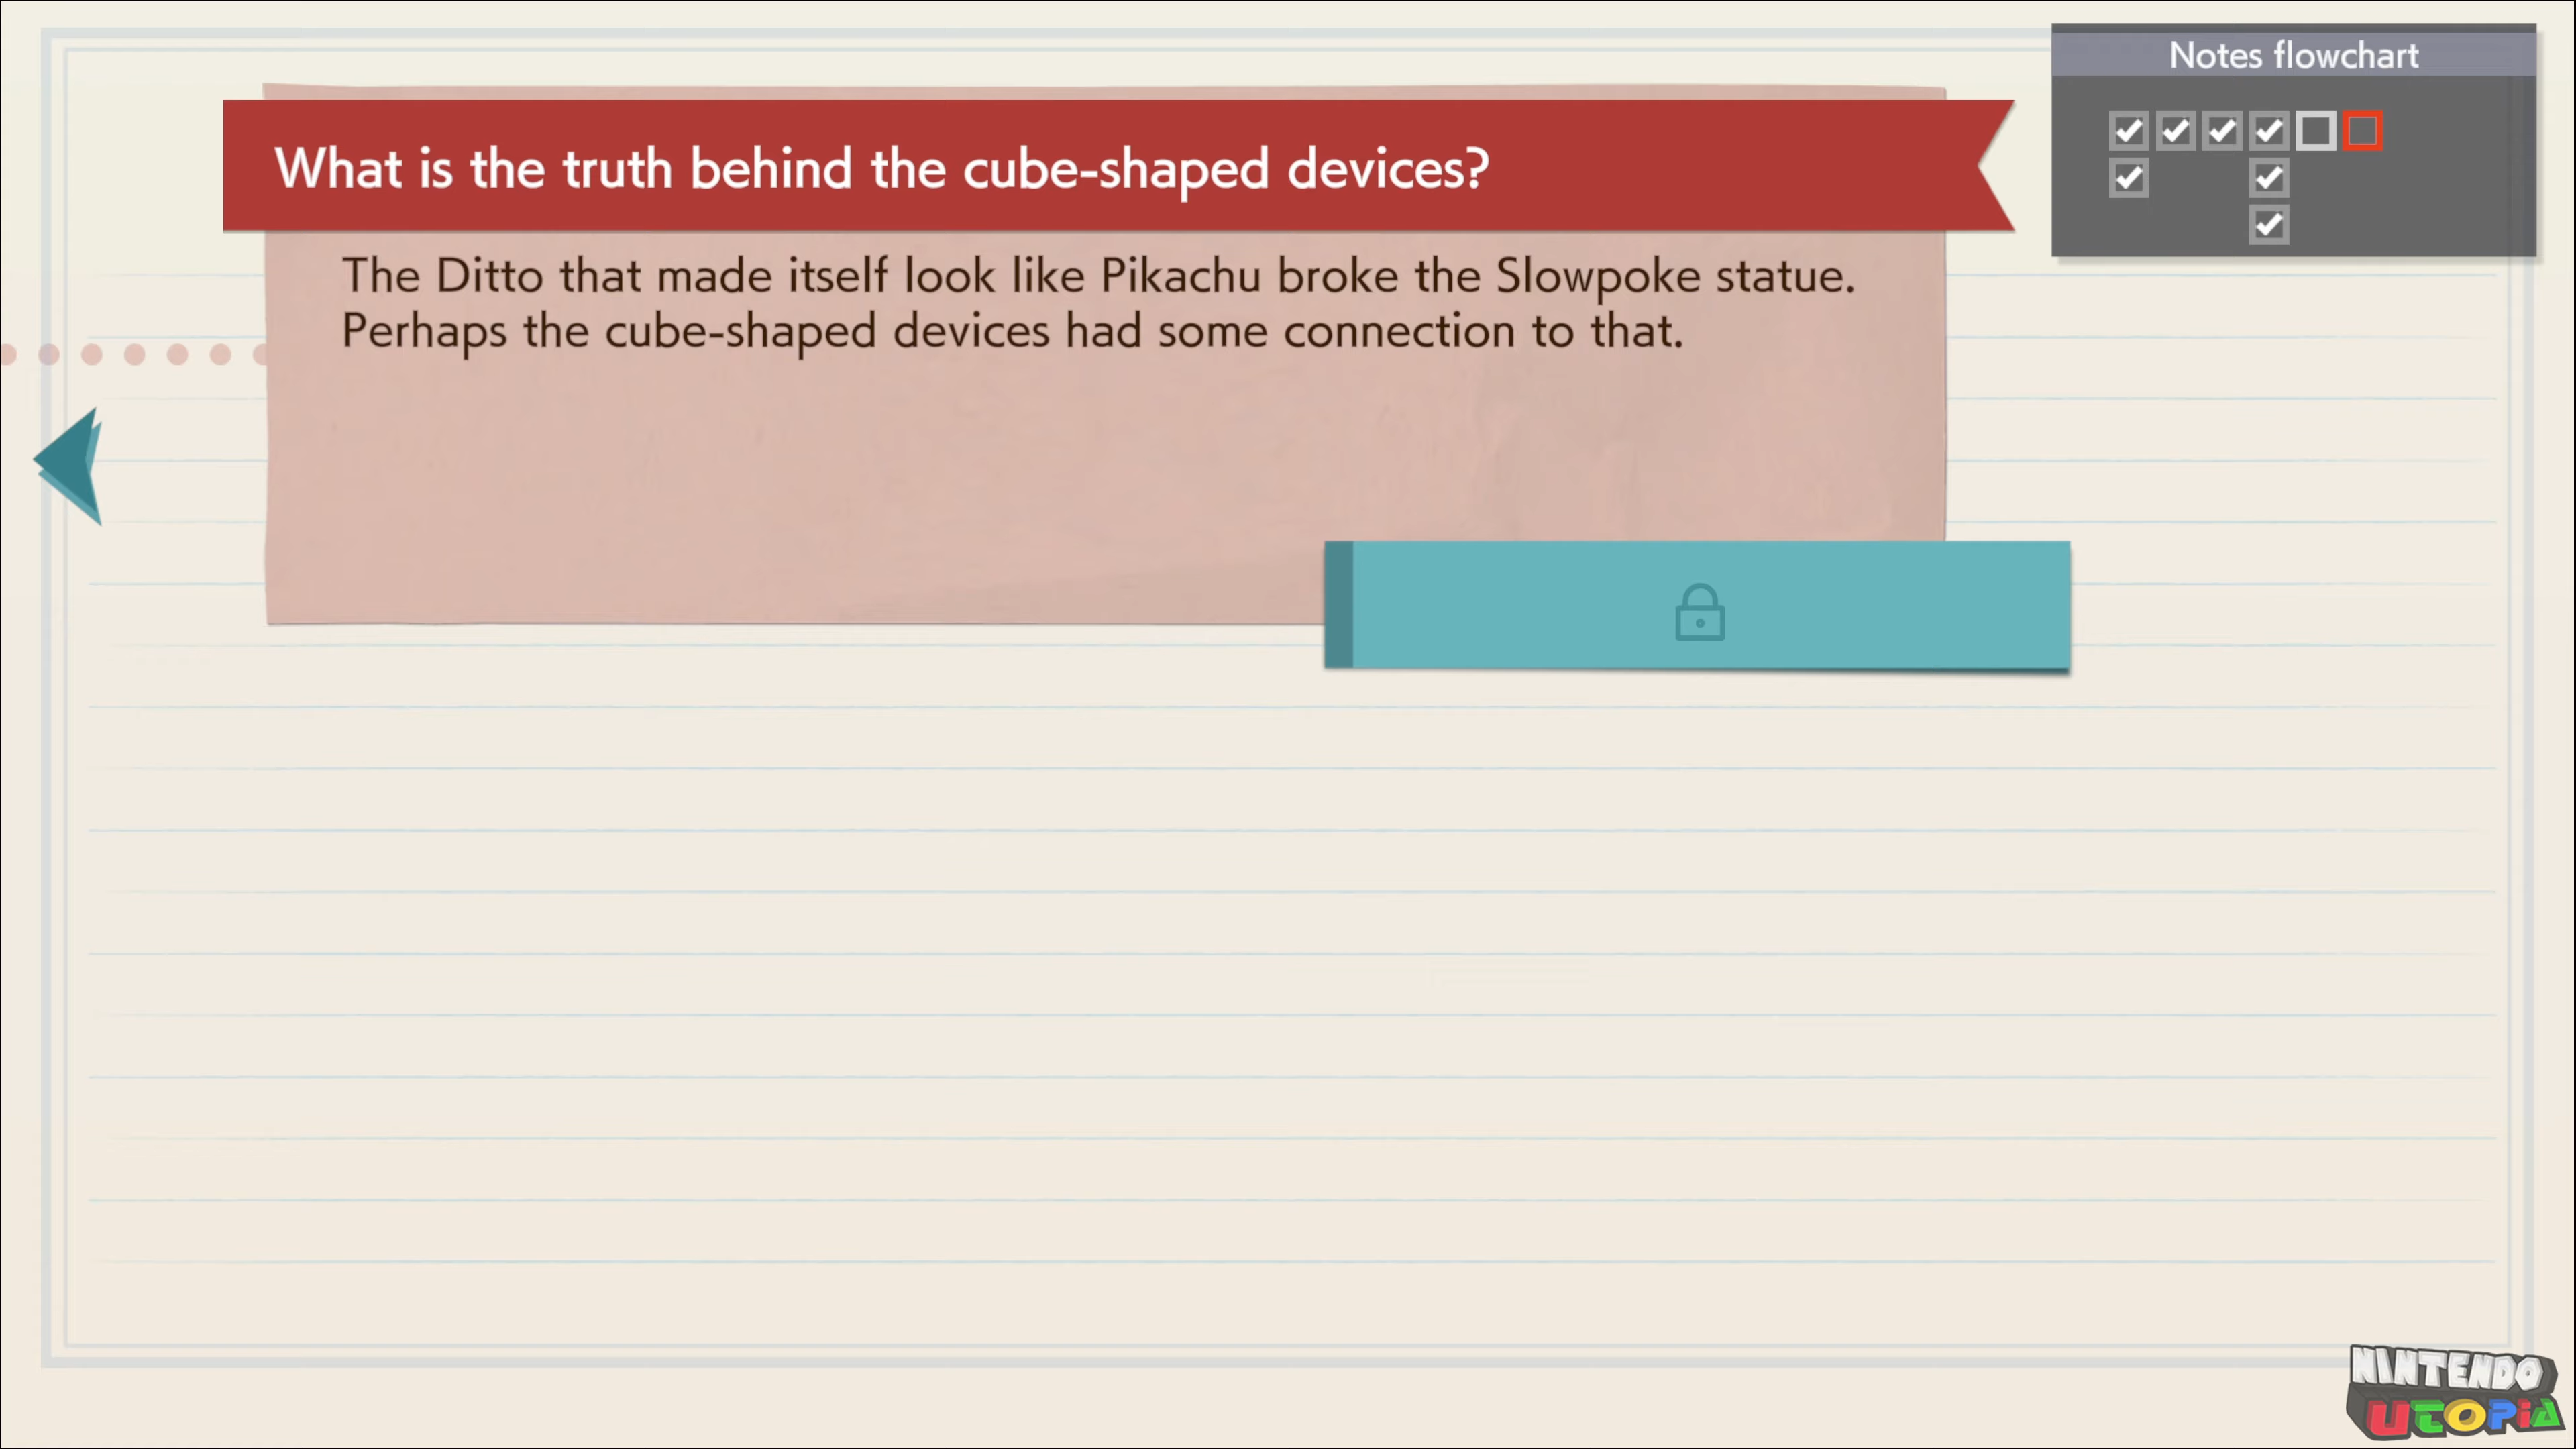 Notes flowchart
What is the truth behind the cube-shaped devices?
The Ditto that made itself look like Pikachu broke the Slowpoke statue.
Perhaps the cube-shaped devices had some connection to that.
NINTENDO
UTOPiA